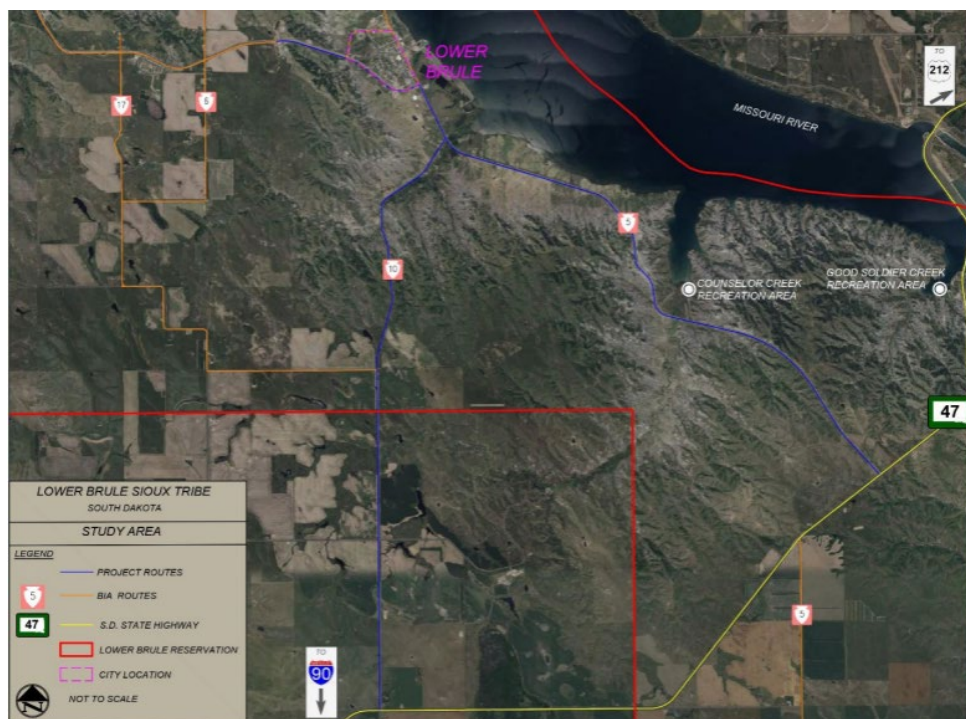 LOWER
BRULE
TO
212
MISSOURI RIVER
17
6
5
10
COUNSELOR CREEK
RECREATION AREA
GOOD SOLDIER CREEK
RECREATION AREA
47
LOWER BRULE SIOUX TRIBE
SOUTH DAKOTA
STUDY AREA
LEGEND
PROJECT ROUTES
5
BIA ROUTES
47
S.D. STATE HIGHWAY
LOWER BRULE RESERVATION
CITY LOCATION
NOT TO SCALE
TO
90
5